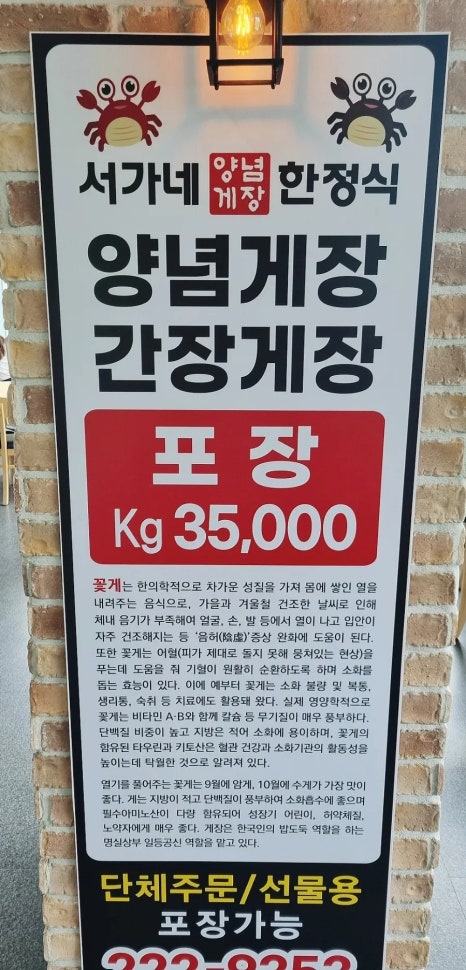 서가네 양념게장 한정식
양념게장
간장게장
포장
Kg 35,000
꽃게는 한의학적으로 차가운 성질을 가져 몸에 쌓인 열을
내려주는 음식으로, 가을과 겨울철 건조한 날씨로 인해
체내 음기가 부족해여 얼굴, 손, 발 등에서 열이 나고 입안이
자주 건조해지는 등 '음허(陰虛)'증상 완화에 도움이 된다.
또한 꽃게는 어혈(피가 제대로 돌지 못해 뭉쳐있는 현상)을
푸는데 도움을 줘 기혈이 원활히 순환하도록 하며 소화를
돕는 효능이 있다. 이에 예부터 꽃게는 소화 불량 및 복통,
생리통, 숙취 등 치료에도 활용돼 왔다. 실제 영양학적으로
꽃게는 비타민 A·B와 함께 칼슘 등 무기질이 매우 풍부하다.
단백질 비중이 높고 지방은 적어 소화에 용이하며, 꽃게의
함유된 타우린과 키토산은 혈관 건강과 소화기관의 활동성을
높이는데 탁월한 것으로 알려져 있다.
열기를 풀어주는 꽃게는 9월에 암게, 10월에 수게가 가장 맛이
좋다. 게는 지방이 적고 단백질이 풍부하여 소화흡수에 좋으며
필수아미노산이 다량 함유되어 성장기 어린이, 허약체질,
노약자에게 매우 좋다. 게장은 한국인의 밥도둑 역할을 하는
명실상부 일등공신 역할을 맡고 있다.
단체주문/선물용
포장가능